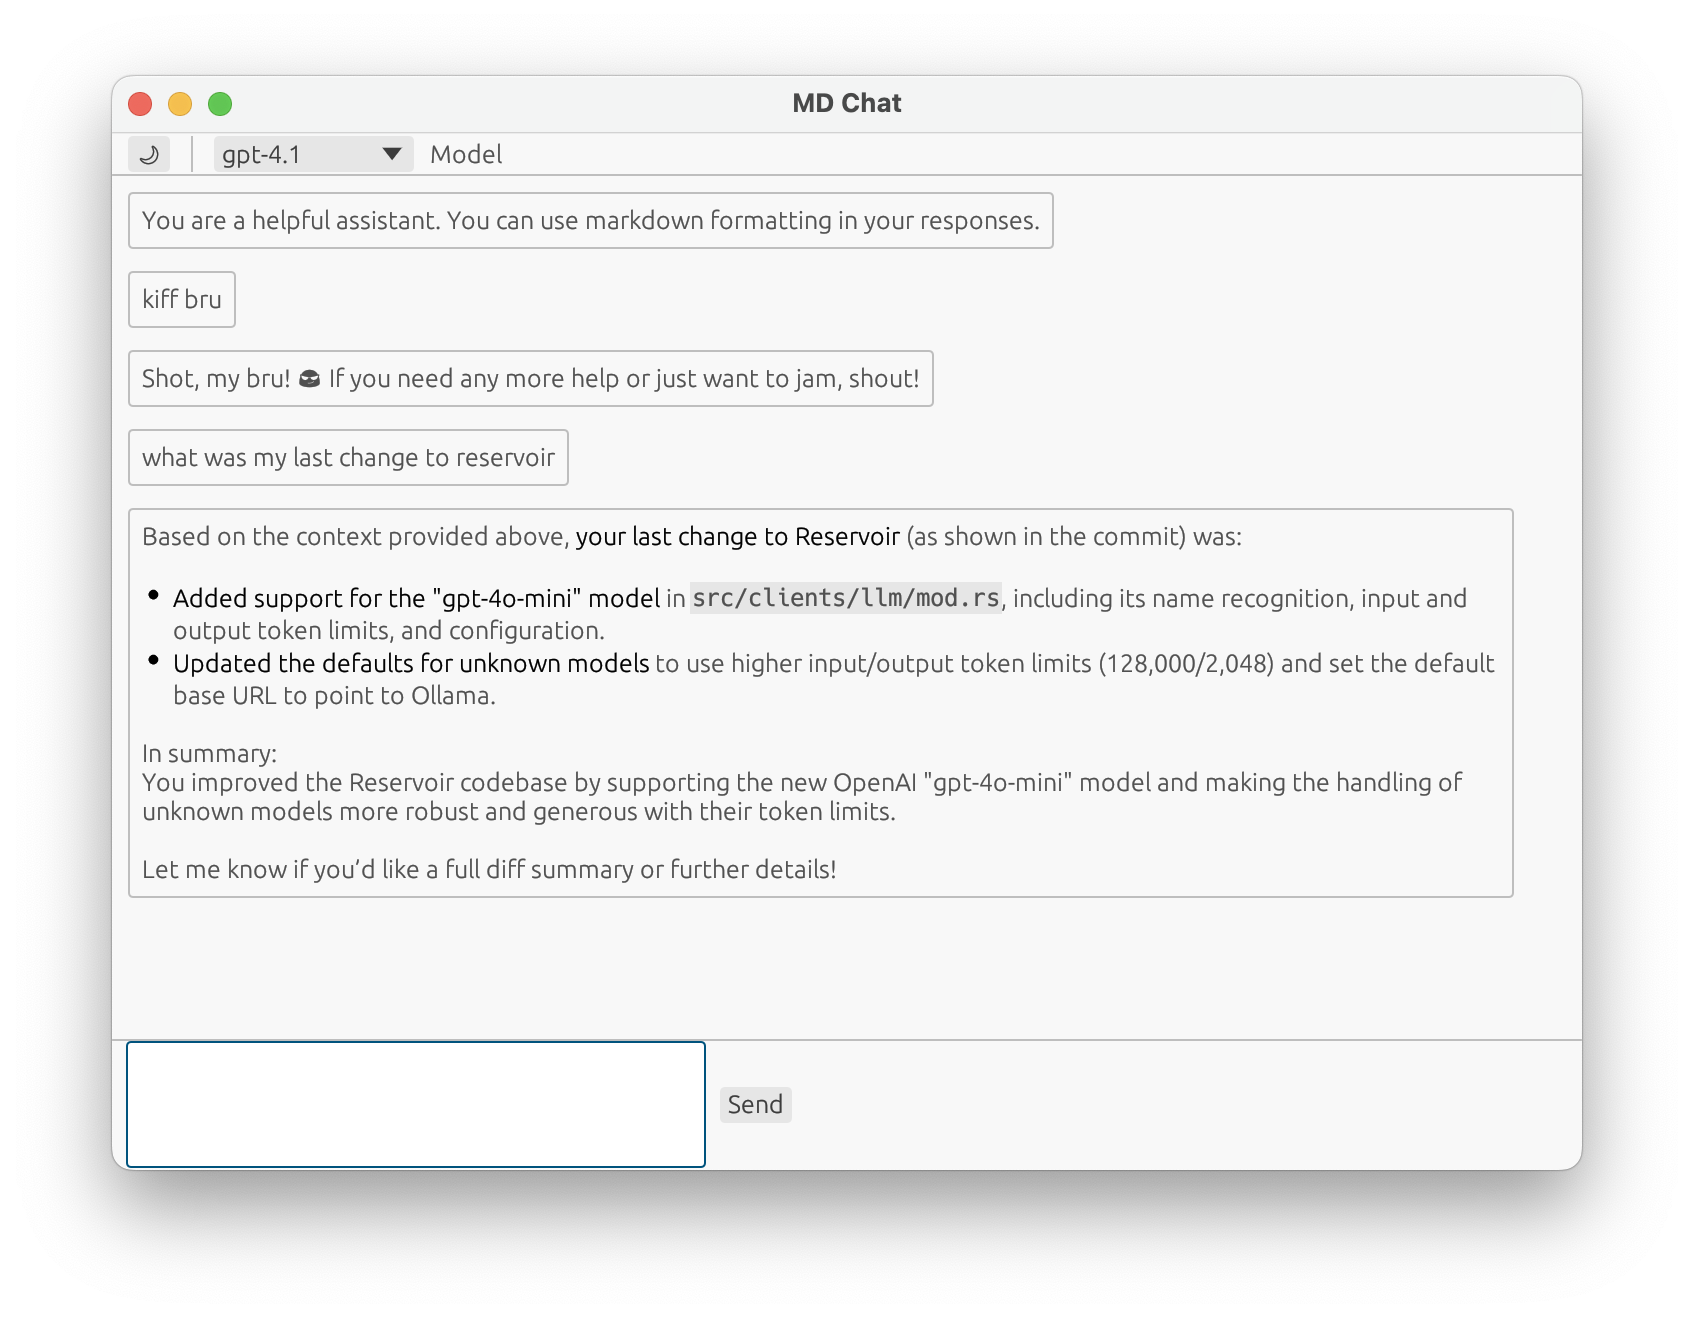 MD Chat
gpt-4.1 Model
You are a helpful assistant. You can use markdown formatting in your responses.
kiff bru
Shot, my bru! 😎 If you need any more help or just want to jam, shout!
what was my last change to reservoir
Based on the context provided above, your last change to Reservoir (as shown in the commit) was:
• Added support for the "gpt-4o-mini" model in src/clients/llm/mod.rs, including its name recognition, input and
output token limits, and configuration.
• Updated the defaults for unknown models to use higher input/output token limits (128,000/2,048) and set the default
base URL to point to Ollama.
In summary:
You improved the Reservoir codebase by supporting the new OpenAI "gpt-4o-mini" model and making the handling of
unknown models more robust and generous with their token limits.
Let me know if you’d like a full diff summary or further details!
Send